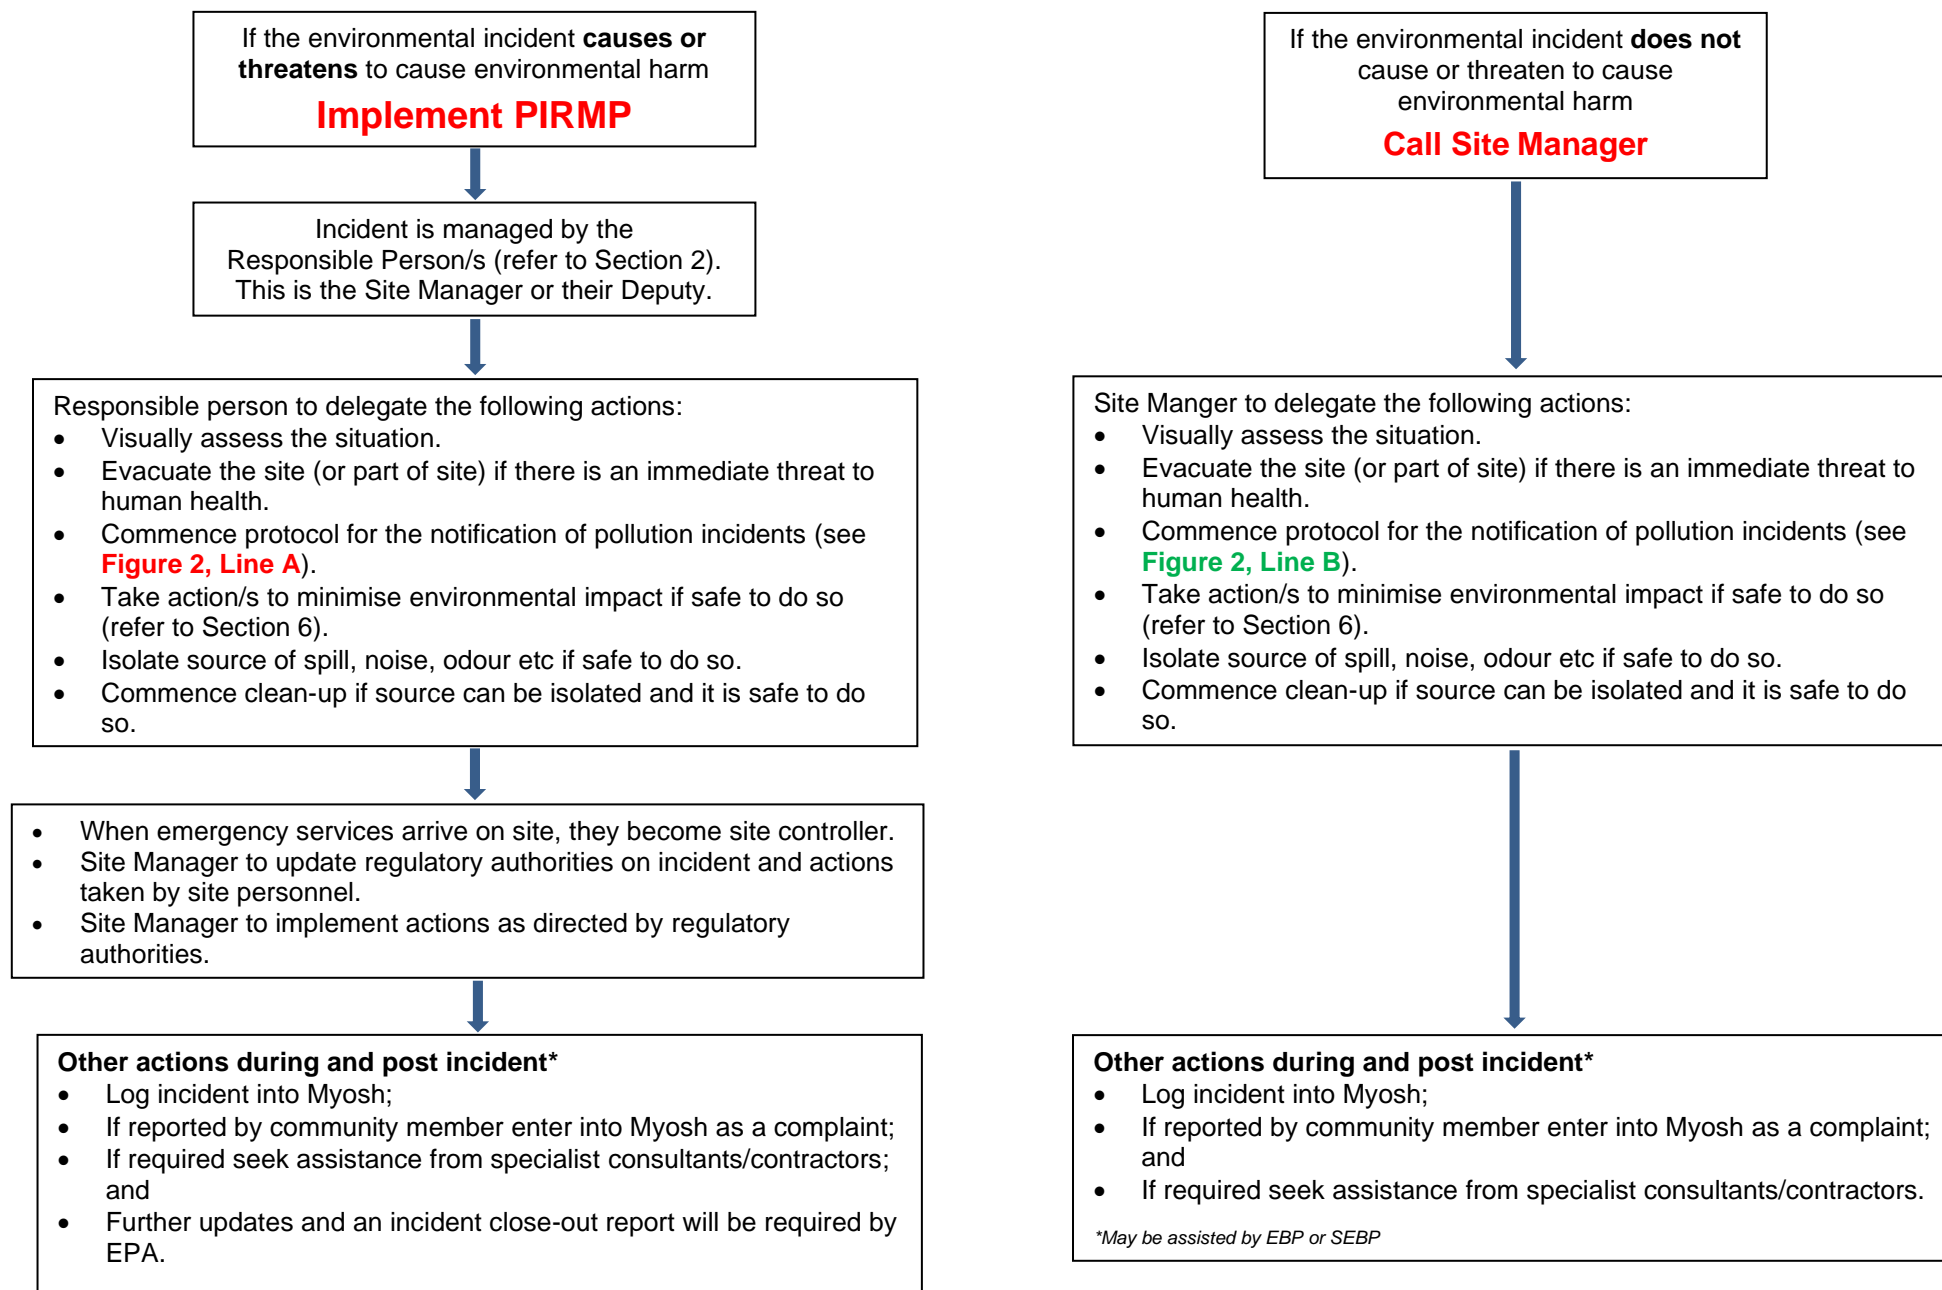 If the environmental incident causes or
threatens to cause environmental harm
Implement PIRMP
Incident is managed by the
Responsible Person/s (refer to Section 2).
This is the Site Manager or their Deputy.
Responsible person to delegate the following actions:
• Visually assess the situation.
• Evacuate the site (or part of site) if there is an immediate threat to
human health.
• Commence protocol for the notification of pollution incidents (see
Figure 2, Line A).
• Take action/s to minimise environmental impact if safe to do so
(refer to Section 6).
• Isolate source of spill, noise, odour etc if safe to do so.
• Commence clean-up if source can be isolated and it is safe to do
so.
• When emergency services arrive on site, they become site controller.
• Site Manager to update regulatory authorities on incident and actions
taken by site personnel.
• Site Manager to implement actions as directed by regulatory
authorities.
Other actions during and post incident*
• Log incident into Myosh;
• If reported by community member enter into Myosh as a complaint;
• If required seek assistance from specialist consultants/contractors;
and
• Further updates and an incident close-out report will be required by
EPA.
If the environmental incident does not
cause or threaten to cause
environmental harm
Call Site Manager
Site Manger to delegate the following actions:
• Visually assess the situation.
• Evacuate the site (or part of site) if there is an immediate threat to
human health.
• Commence protocol for the notification of pollution incidents (see
Figure 2, Line B).
• Take action/s to minimise environmental impact if safe to do so
(refer to Section 6).
• Isolate source of spill, noise, odour etc if safe to do so.
• Commence clean-up if source can be isolated and it is safe to do
so.
Other actions during and post incident*
• Log incident into Myosh;
• If reported by community member enter into Myosh as a complaint;
and
• If required seek assistance from specialist consultants/contractors.
*May be assisted by EBP or SEBP